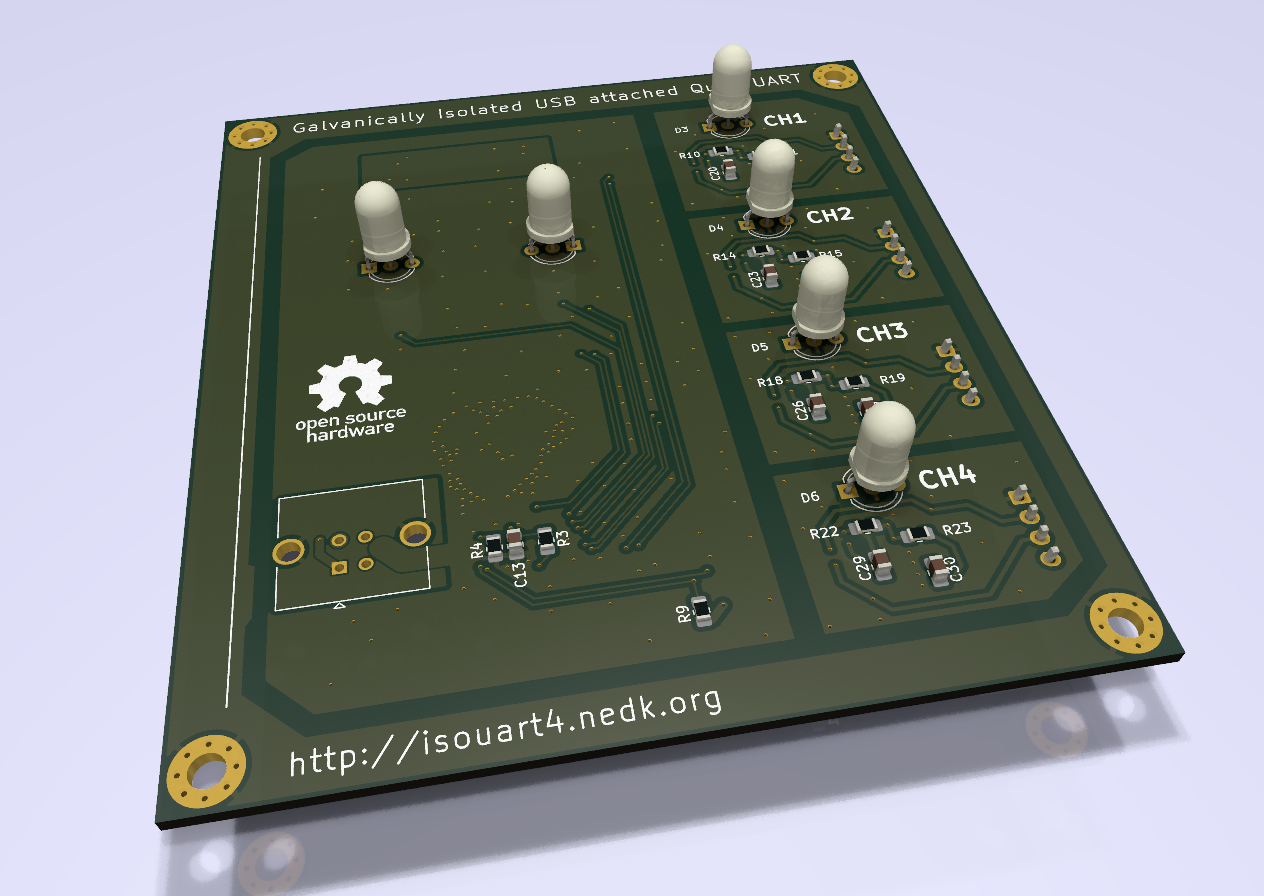 Galvanically Isolated USB attached Qu UART
D3
CH1
R10
C20
D4
CH2
R14
R15
C23
D5
CH3
R18
R19
C26
D6
CH4
R22
R23
C29
C30
open source
hardware
R4
C13
R3
R9
http://isouart4.nedk.org